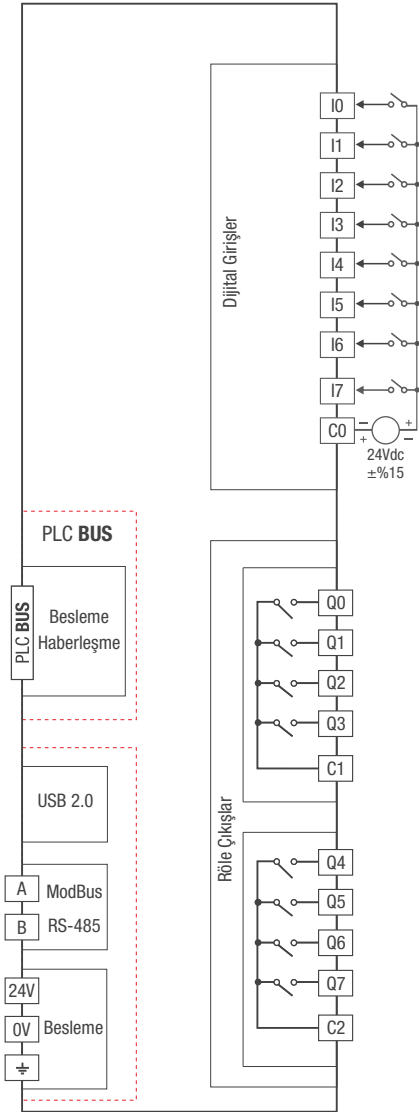 I0
I1
I2
I3
I4
I5
I6
I7
C0
− +
+ −
24Vdc
±%15
Dijital Girişler
PLC BUS
PLC BUS
Besleme
Haberleşme
USB 2.0
A
ModBus
B
RS-485
24V
0V
Besleme
Röle Çıkışlar
Q0
Q1
Q2
Q3
C1
Q4
Q5
Q6
Q7
C2